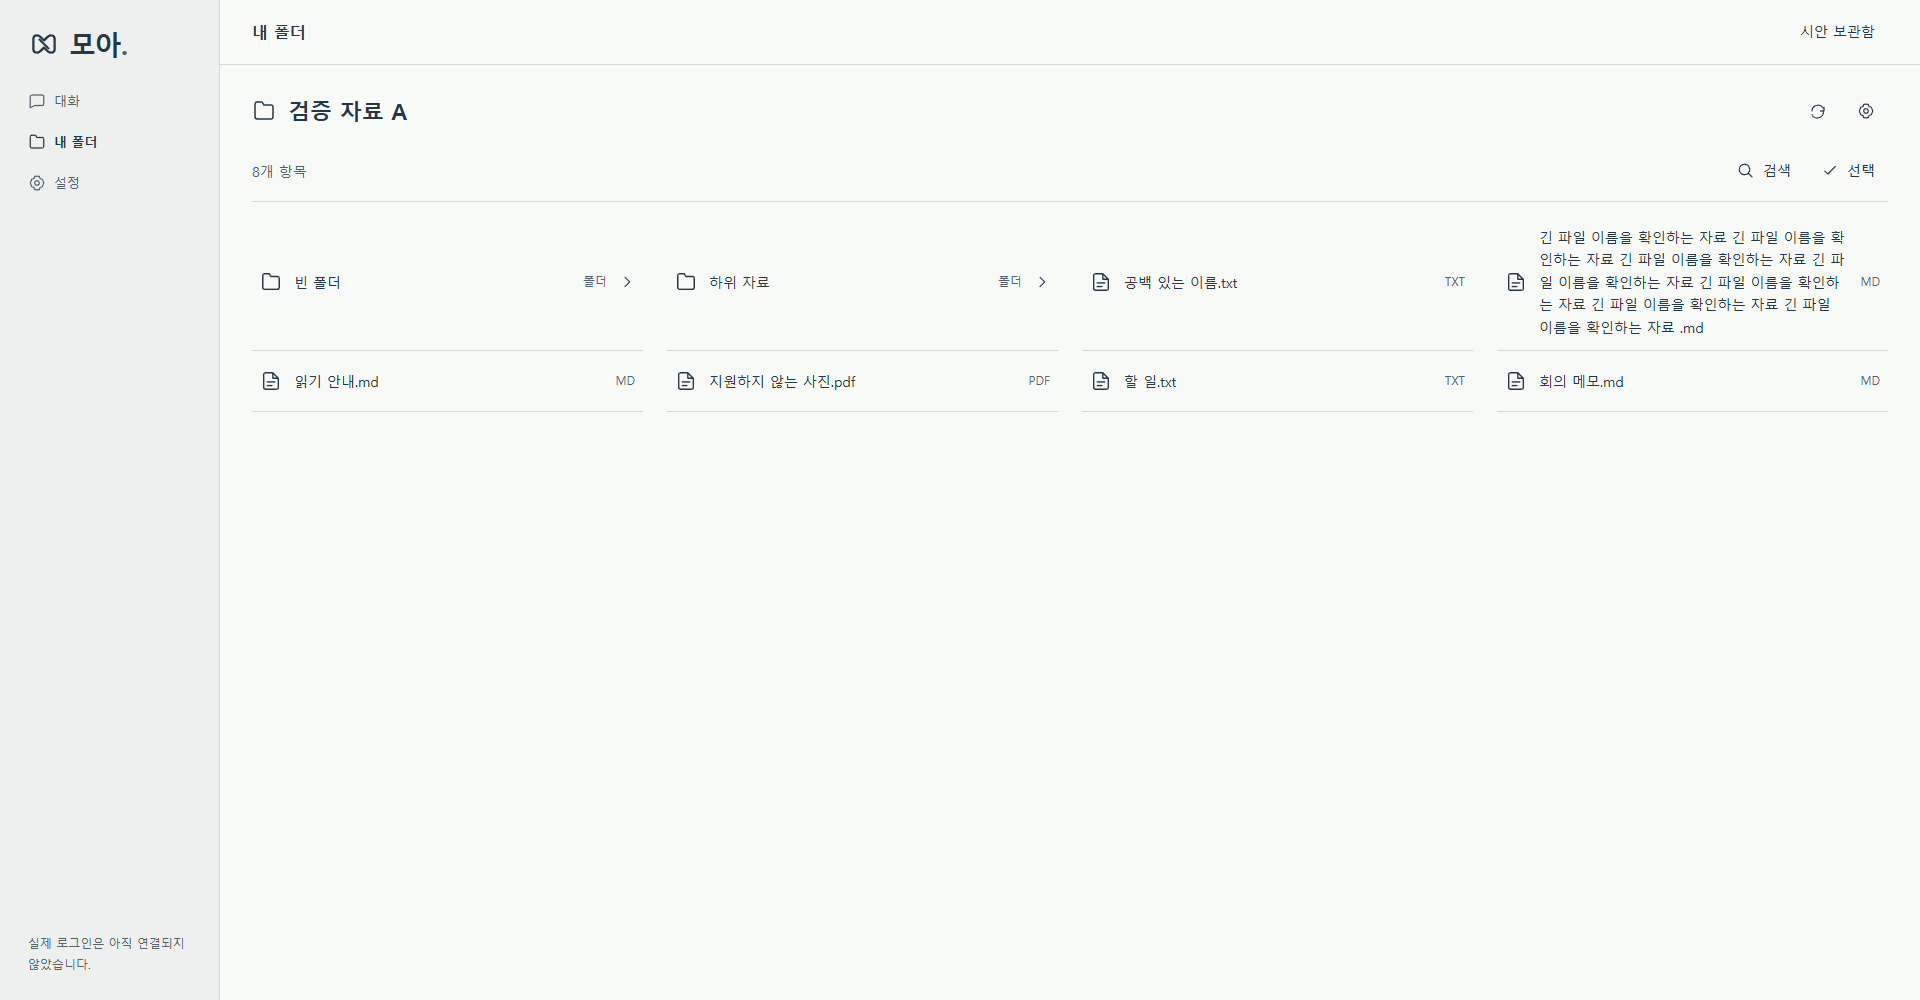 모아.
대화
내 폴더
설정
실제 로그인은 아직 연결되지
않았습니다.
내 폴더
시안 보관함
검증 자료 A
8개 항목
검색
선택
빈 폴더
폴더
하위 자료
폴더
공백 있는 이름.txt
TXT
긴 파일 이름을 확인하는 자료 긴 파일 이름을 확
인하는 자료 긴 파일 이름을 확인하는 자료 긴 파
일 이름을 확인하는 자료 긴 파일 이름을 확인하
는 자료 긴 파일 이름을 확인하는 자료 긴 파일
이름을 확인하는 자료 .md
MD
읽기 안내.md
MD
지원하지 않는 사진.pdf
PDF
할 일.txt
TXT
회의 메모.md
MD